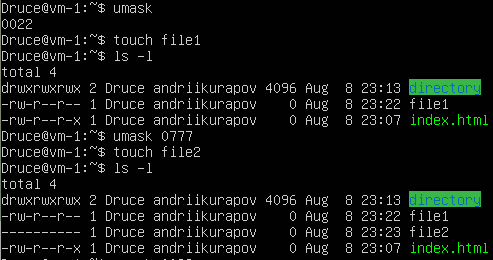 Druce@vm-1:~$ umask
0022
Druce@vm-1:~$ touch file1
Druce@vm-1:~$ ls -l
total 4
drwxrwxrwx 2 Druce andriikurapov 4096 Aug  8 23:13 directory
-rw-r--r-- 1 Druce andriikurapov    0 Aug  8 23:22 file1
-rw-r--r-x 1 Druce andriikurapov    0 Aug  8 23:07 index.html
Druce@vm-1:~$ umask 0777
Druce@vm-1:~$ touch file2
Druce@vm-1:~$ ls -l
total 4
drwxrwxrwx 2 Druce andriikurapov 4096 Aug  8 23:13 directory
-rw-r--r-- 1 Druce andriikurapov    0 Aug  8 23:22 file1
---------- 1 Druce andriikurapov    0 Aug  8 23:23 file2
-rw-r--r-x 1 Druce andriikurapov    0 Aug  8 23:07 index.html